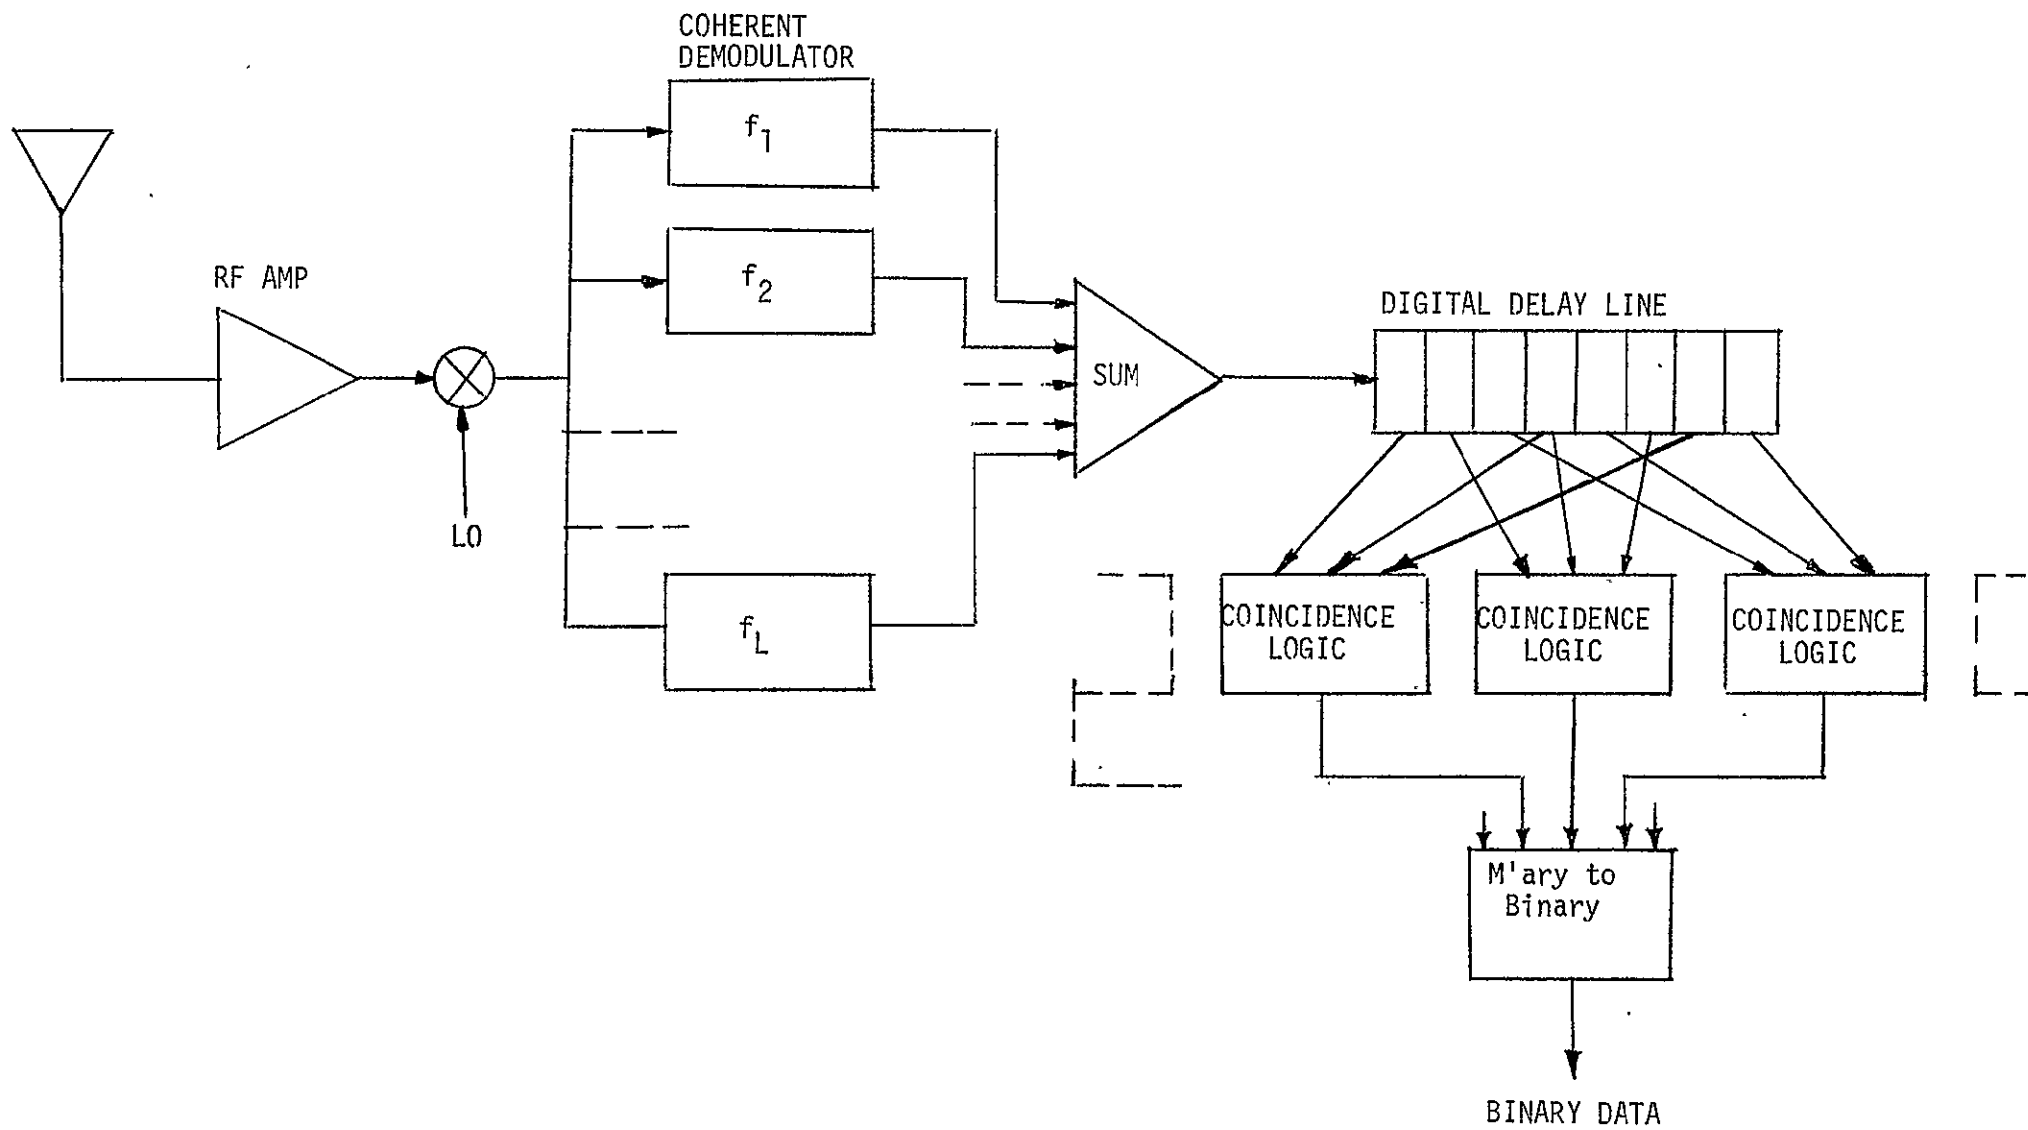 COHERENT
DEMODULATOR
f1
f2
RF AMP
LO
fL
SUM
DIGITAL DELAY LINE
COINCIDENCE
LOGIC
COINCIDENCE
LOGIC
COINCIDENCE
LOGIC
M'ary to
Binary
BINARY DATA